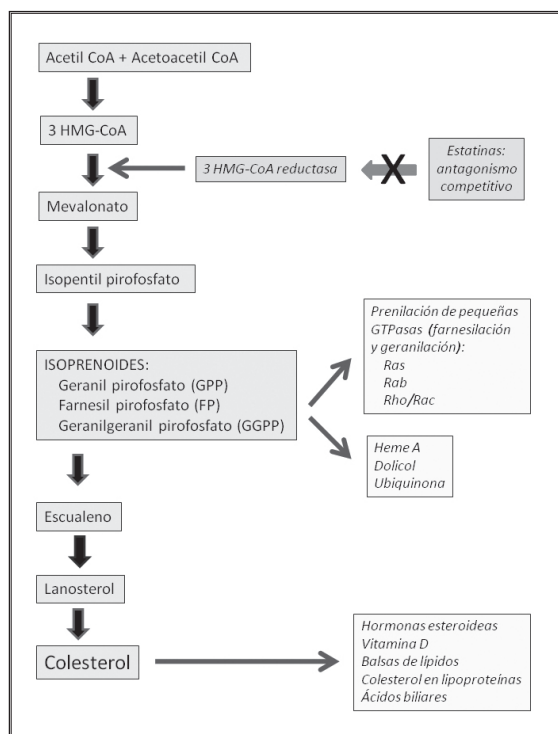 Acetil CoA + Acetoacetil CoA
3 HMG-CoA
3 HMG-CoA reductasa
Estatinas:
antagonismo
competitivo
Mevalonato
Isopentil pirofosfato
ISOPRENOIDES:
Geranil pirofosfato (GPP)
Farnesil pirofosfato (FP)
Geranilgeranil pirofosfato (GGPP)
Prenilación de pequeñas
GTPasas (farnesilación
y geranilación):
Ras
Rab
Rho/Rac
Heme A
Dolicol
Ubiquinona
Escualeno
Lanosterol
Colesterol
Hormonas esteroideas
Vitamina D
Balsas de lípidos
Colesterol en lipoproteínas
Ácidos biliares